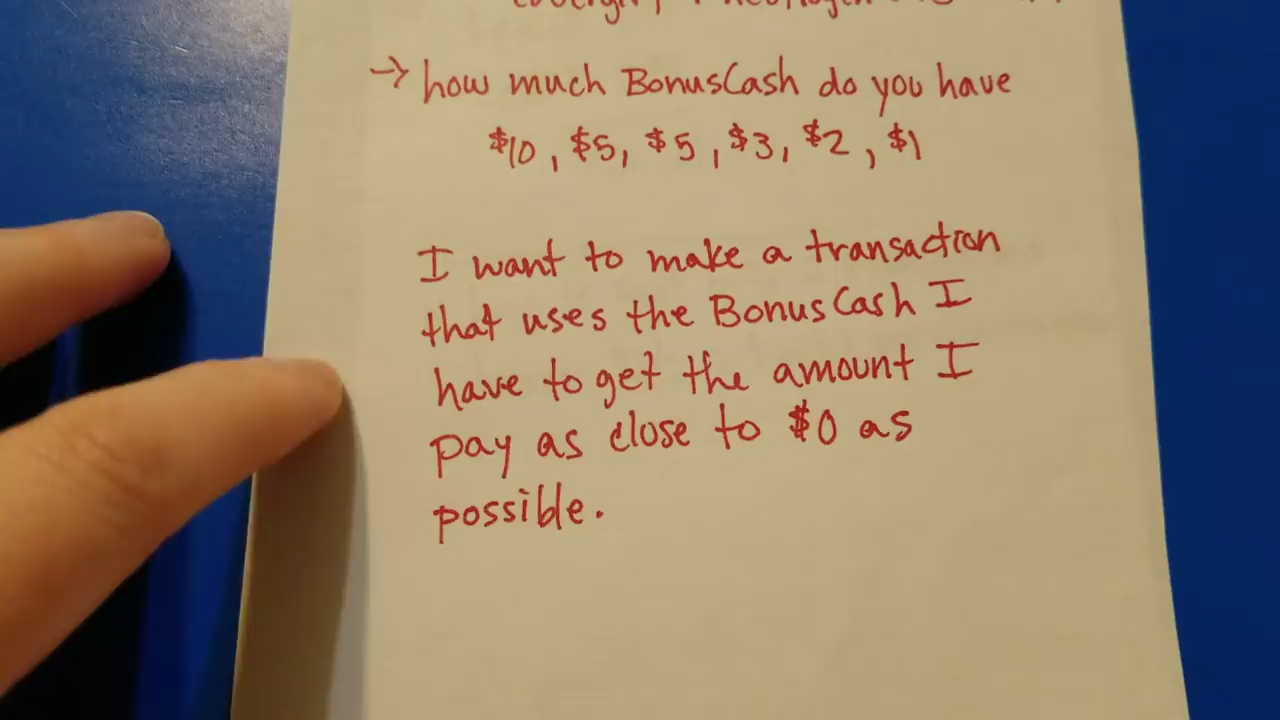 → how much BonusCash do you have
$10, $5, $5, $3, $2, $1
I want to make a transaction
that uses the BonusCash I
have to get the amount I
pay as close to $0 as
possible.